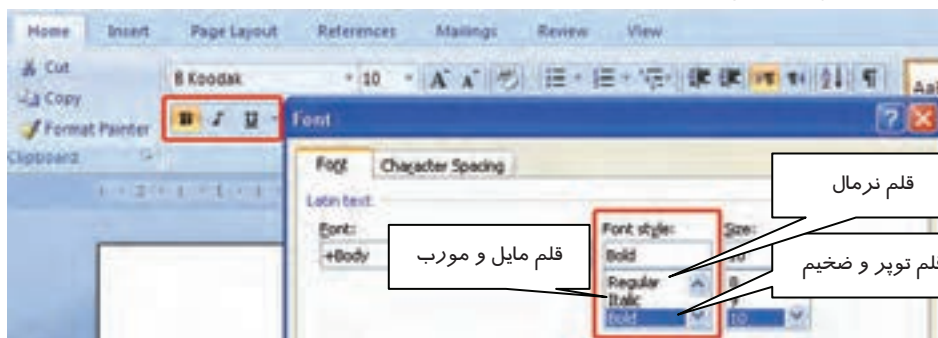 Home Insert Page Layout References Mailings Review View
Cut
Copy
Format Painter
Clipboard
B Koodak 10
B I U
Font
Font Character Spacing
Latin text
Font: Font style: Size:
+Body Bold 10
Regular
Italic
Bold 10
قلم نرمال
قلم مایل و مورب
قلم توپر و ضخیم